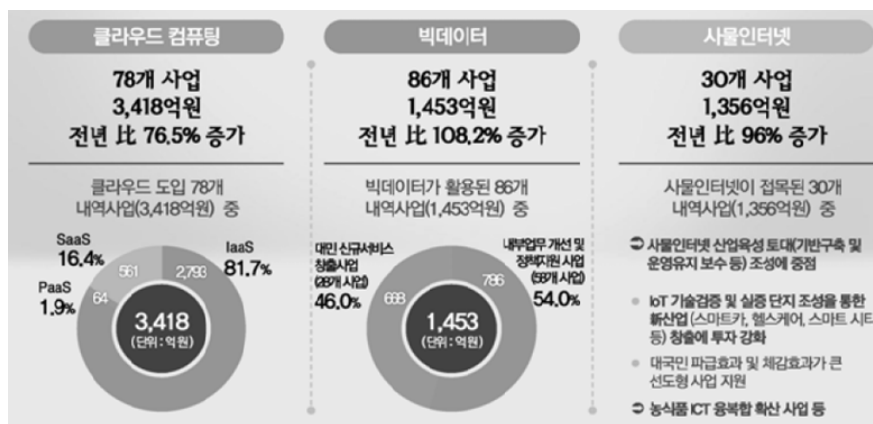 클라우드 컴퓨팅
78개 사업
3,418억원
전년 比 76.5% 증가
클라우드 도입 78개
내역사업(3,418억원) 중
SaaS
16.4%
PaaS
1.9%
IaaS
81.7%
561
64
2,793
3,418
(단위 : 억원)
빅데이터
86개 사업
1,453억원
전년 比 108.2% 증가
빅데이터가 활용된 86개
내역사업(1,453억원) 중
대민 신규서비스
창출사업
(28개 사업)
46.0%
내부업무 개선 및
정책지원 사업
(58개 사업)
54.0%
668
786
1,453
(단위 : 억원)
사물인터넷
30개 사업
1,356억원
전년 比 96% 증가
사물인터넷이 접목된 30개
내역사업(1,356억원) 중
사물인터넷 산업육성 토대(기반구축 및
운영유지 보수 등) 조성에 중점
IoT 기술검증 및 실증 단지 조성을 통한
新산업 (스마트카, 헬스케어, 스마트 시티
등) 창출에 투자 강화
대국민 파급효과 및 체감효과가 큰
선도형 사업 지원
농식품 ICT 융복합 확산 사업 등